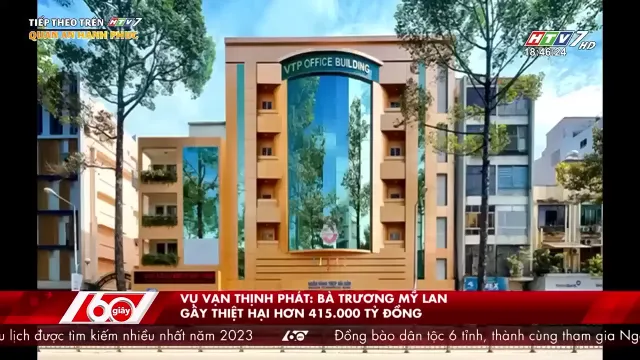 TIẾP THEO TRÊN HTV7
QUÁN ĂN HẠNH PHÚC
HTV7 HD
18:46:24
VTP OFFICE BUILDING
60 giây
VỤ VẠN THỊNH PHÁT: BÀ TRƯƠNG MỸ LAN
GÂY THIỆT HẠI HƠN 415.000 TỶ ĐỒNG
u lịch được tìm kiếm nhiều nhất năm 2023 Đồng bào dân tộc 6 tỉnh, thành cùng tham gia Ng